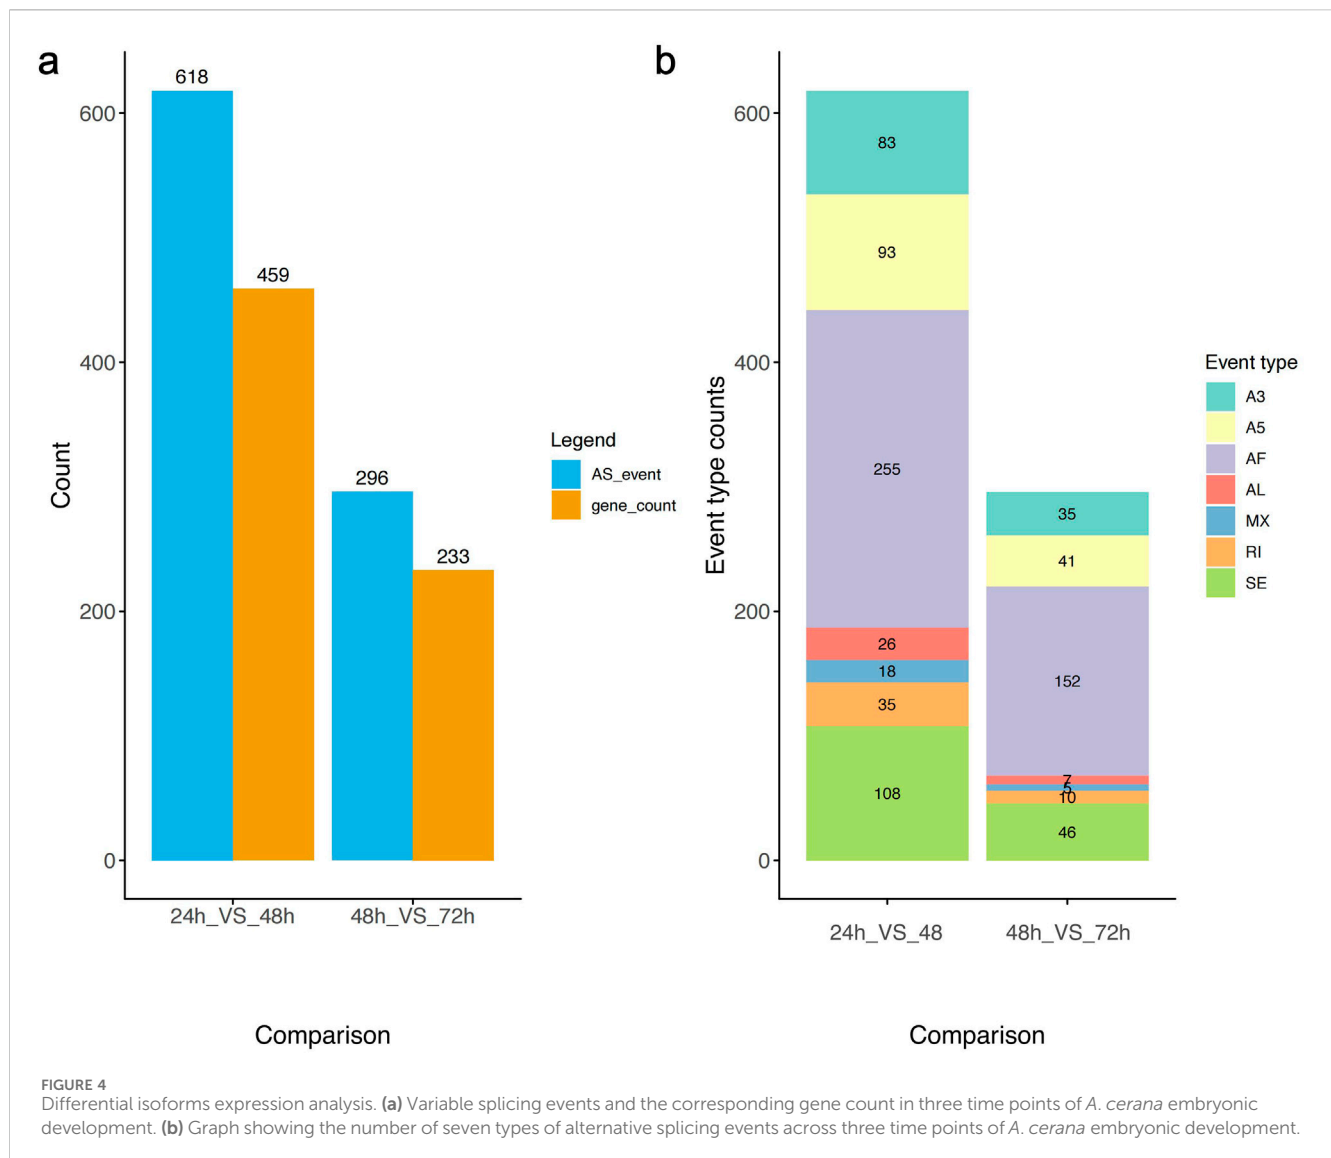 a
618
600
459
400
296
233
200
0
Count
24h_VS_48h
48h_VS_72h
Comparison
Legend
AS_event
gene_count
b
600
400
200
0
Event type counts
83
93
255
26
18
35
108
35
41
152
7
5
10
46
24h_VS_48
48h_VS_72h
Comparison
Event type
A3
A5
AF
AL
MX
RI
SE
FIGURE 4
Differential isoforms expression analysis. (a) Variable splicing events and the corresponding gene count in three time points of A. cerana embryonic
development. (b) Graph showing the number of seven types of alternative splicing events across three time points of A. cerana embryonic development.